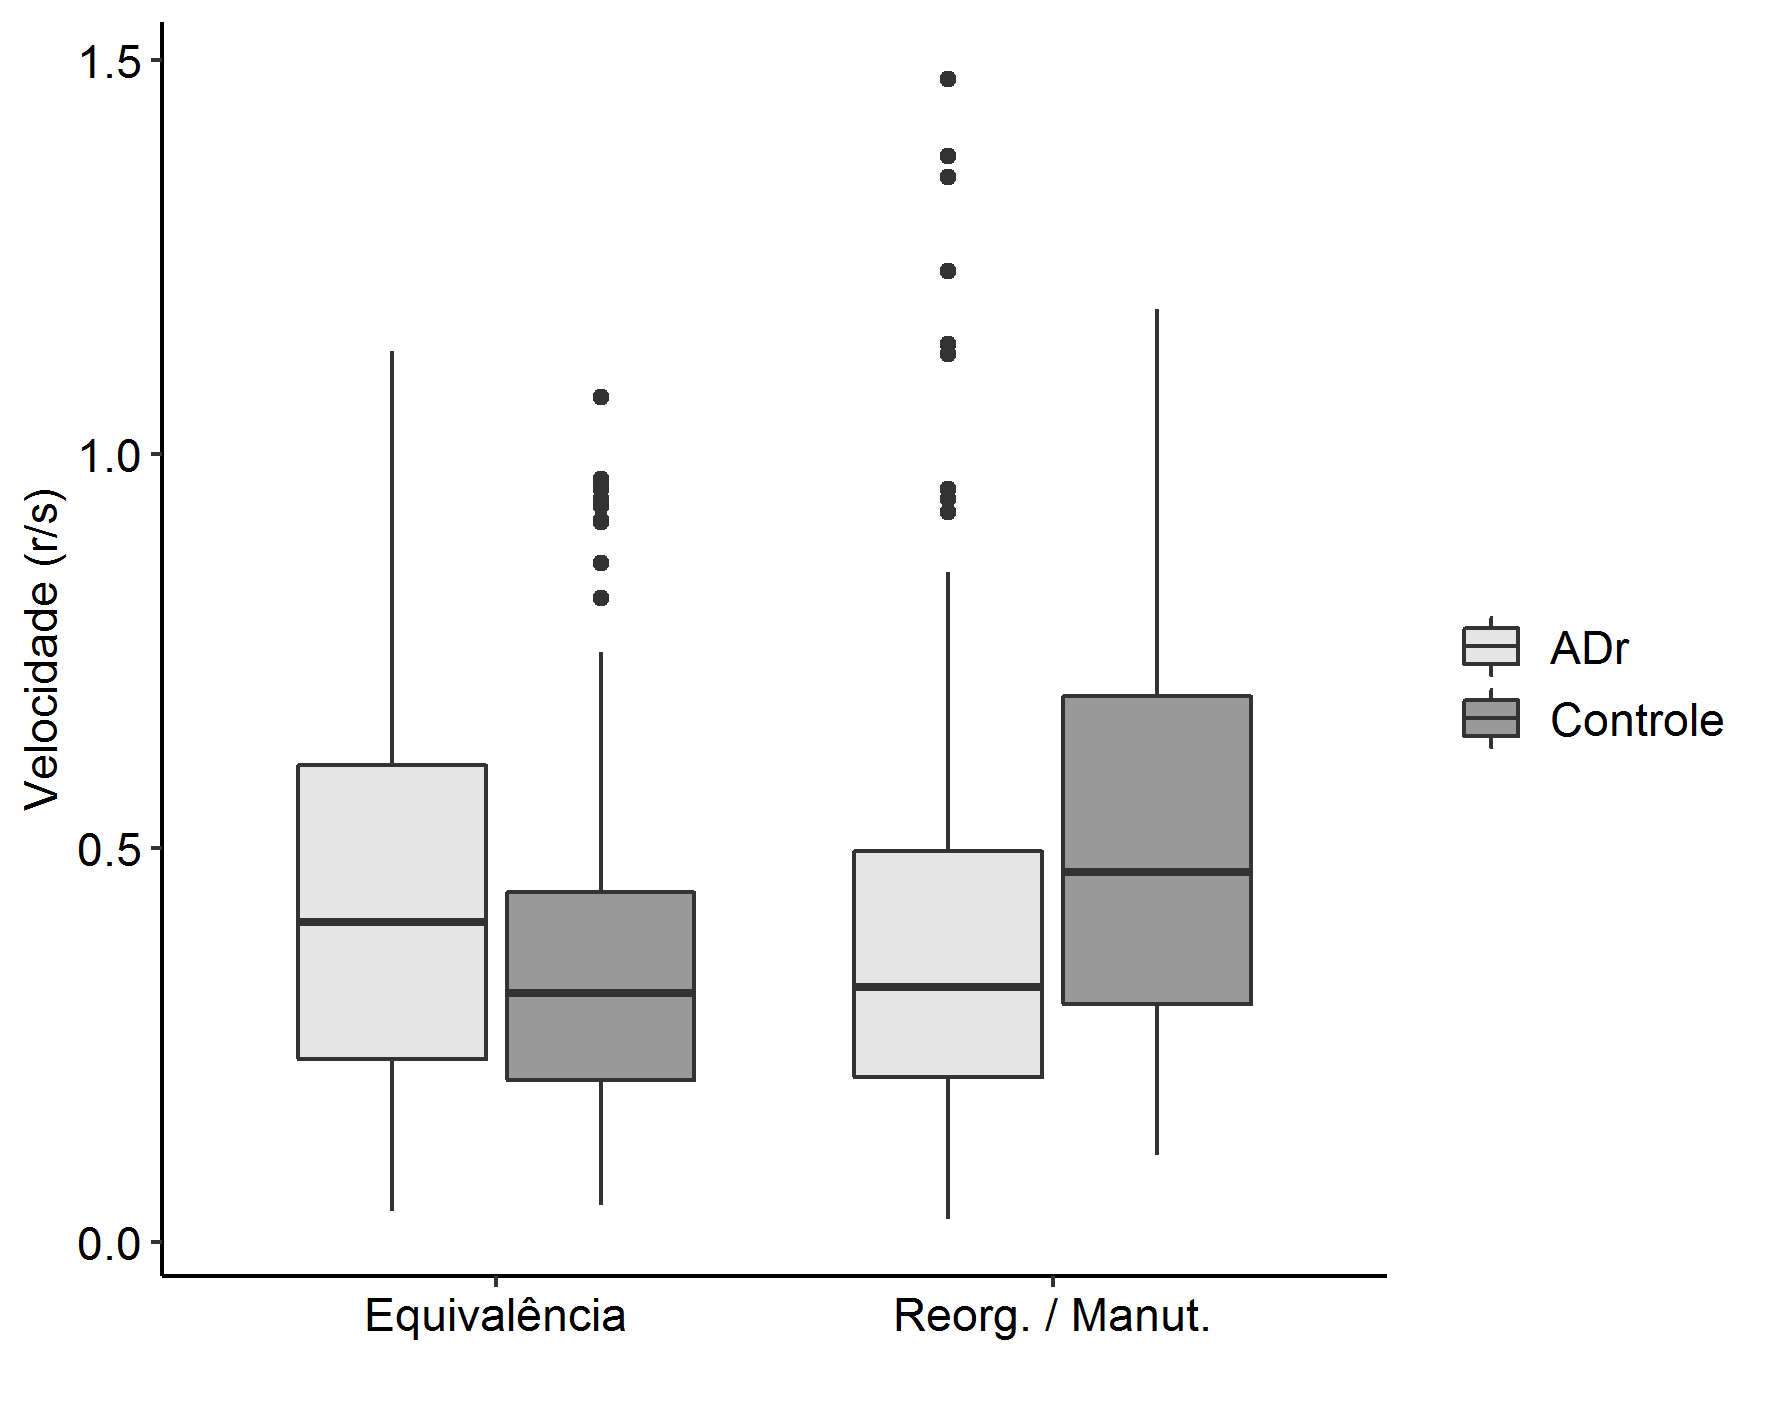 Velocidade (r/s)
1.5
1.0
0.5
0.0
Equivalência
Reorg. / Manut.
ADr
Controle